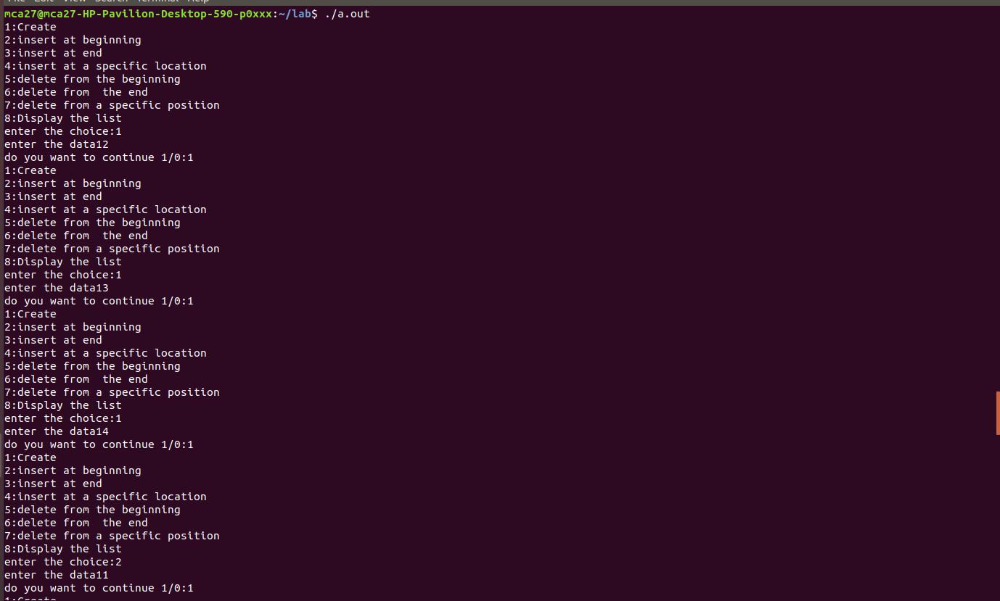 File Edit View Search Terminal Help
mca27@mca27-HP-Pavilion-Desktop-590-p0xxx:~/lab$ ./a.out
1:Create
2:insert at beginning
3:insert at end
4:insert at a specific location
5:delete from the beginning
6:delete from  the end
7:delete from a specific position
8:Display the list
enter the choice:1
enter the data12
do you want to continue 1/0:1
1:Create
2:insert at beginning
3:insert at end
4:insert at a specific location
5:delete from the beginning
6:delete from  the end
7:delete from a specific position
8:Display the list
enter the choice:1
enter the data13
do you want to continue 1/0:1
1:Create
2:insert at beginning
3:insert at end
4:insert at a specific location
5:delete from the beginning
6:delete from  the end
7:delete from a specific position
8:Display the list
enter the choice:1
enter the data14
do you want to continue 1/0:1
1:Create
2:insert at beginning
3:insert at end
4:insert at a specific location
5:delete from the beginning
6:delete from  the end
7:delete from a specific position
8:Display the list
enter the choice:2
enter the data11
do you want to continue 1/0:1
1:Create